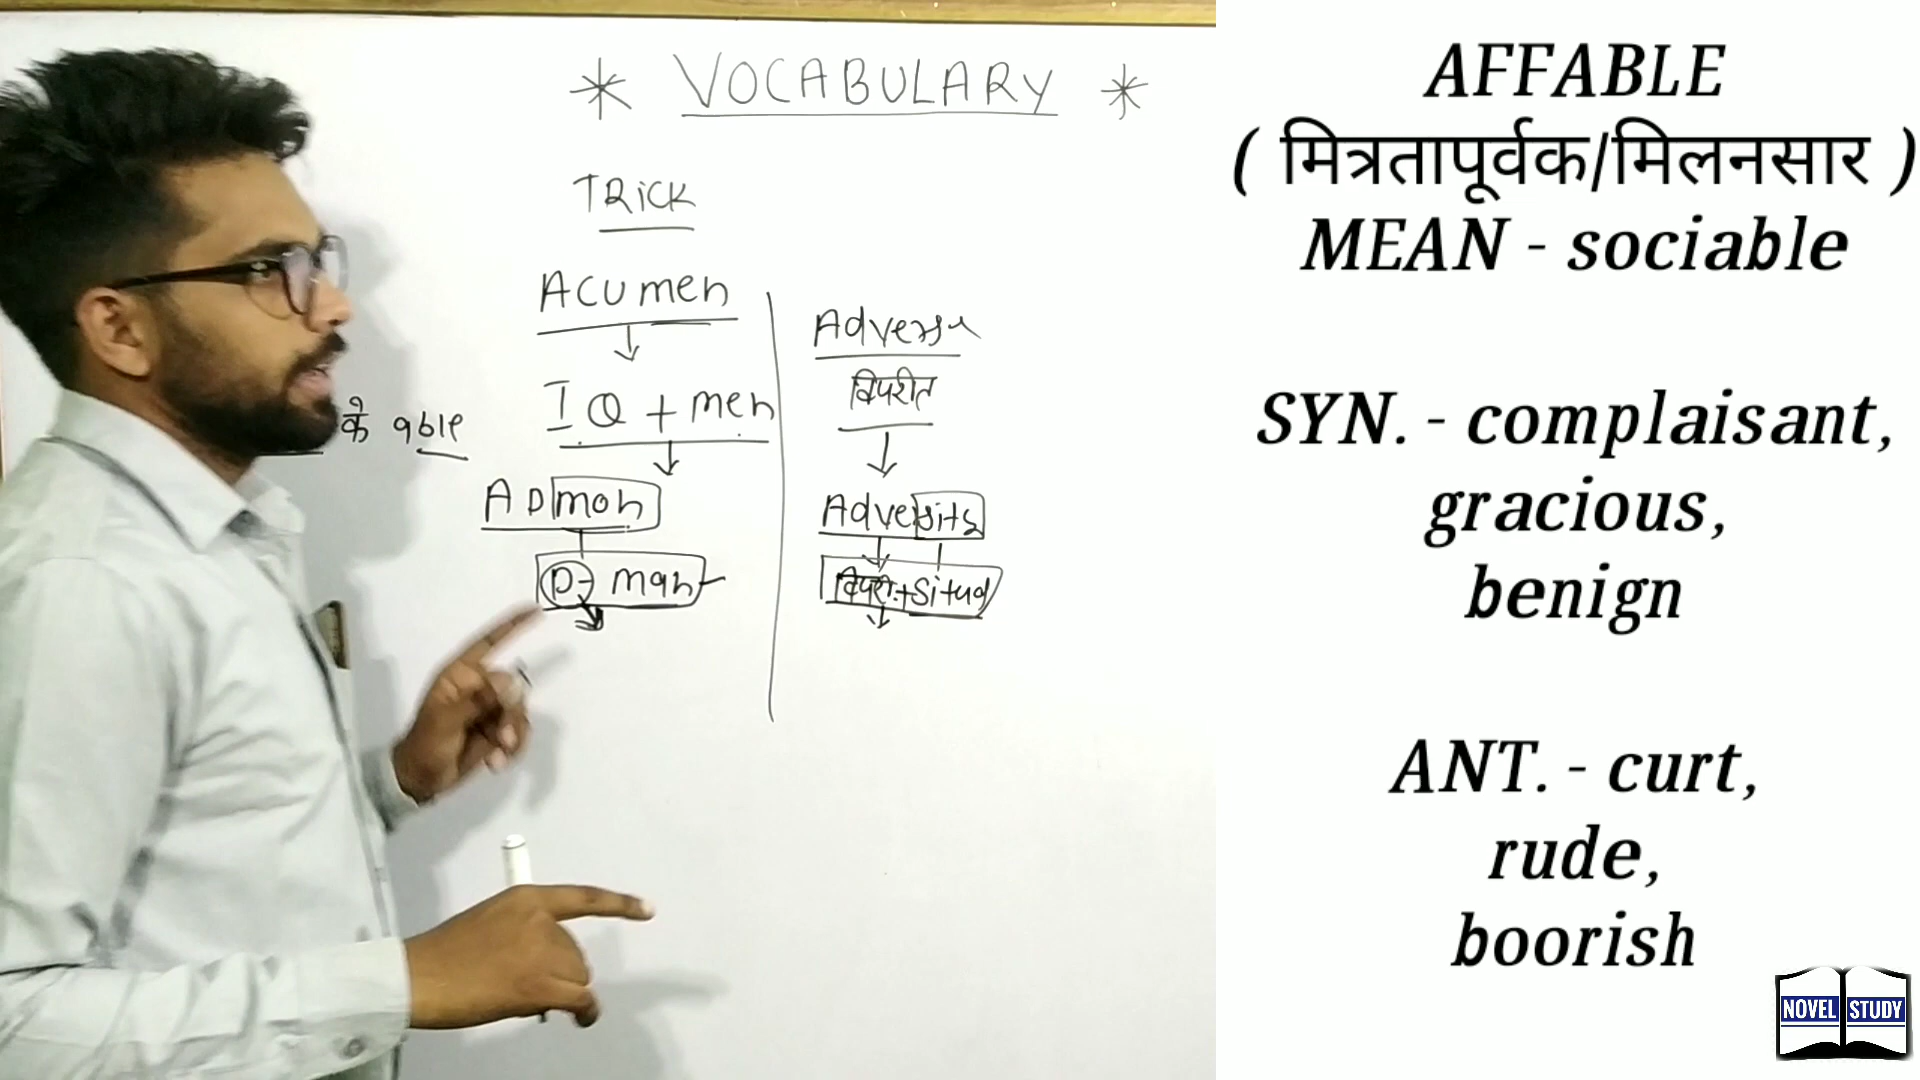 * VOCABULARY *
TRiCK
ACUmen
IQ + men
ADmon
D- man
के able
Adverse
विपरीत
Adversity
AFFABLE
( मित्रतापूर्वक/मिलनसार )
MEAN - sociable
SYN. - complaisant,
gracious,
benign
ANT. - curt,
rude,
boorish
NOVEL STUDY